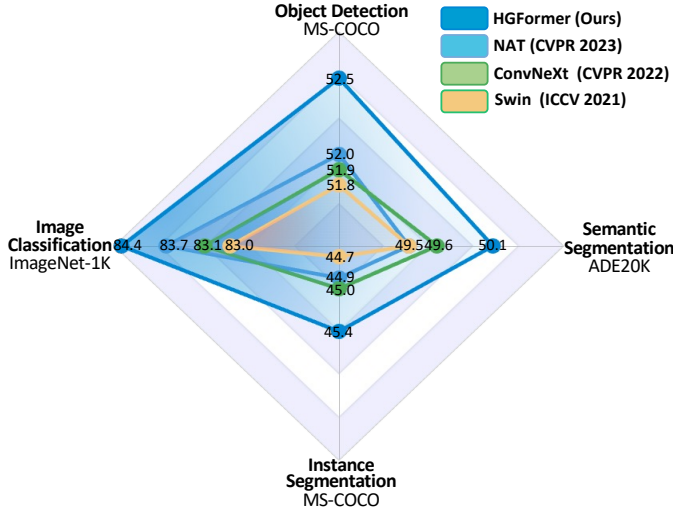 Object Detection
MS-COCO
HGFormer (Ours)
NAT (CVPR 2023)
ConvNeXt (CVPR 2022)
Swin (ICCV 2021)
52.5
52.0
51.9
51.8
Image
Classification
ImageNet-1K
84.4
83.7
83.1
83.0
49.5
49.6
50.1
Semantic
Segmentation
ADE20K
44.7
44.9
45.0
45.4
Instance
Segmentation
MS-COCO